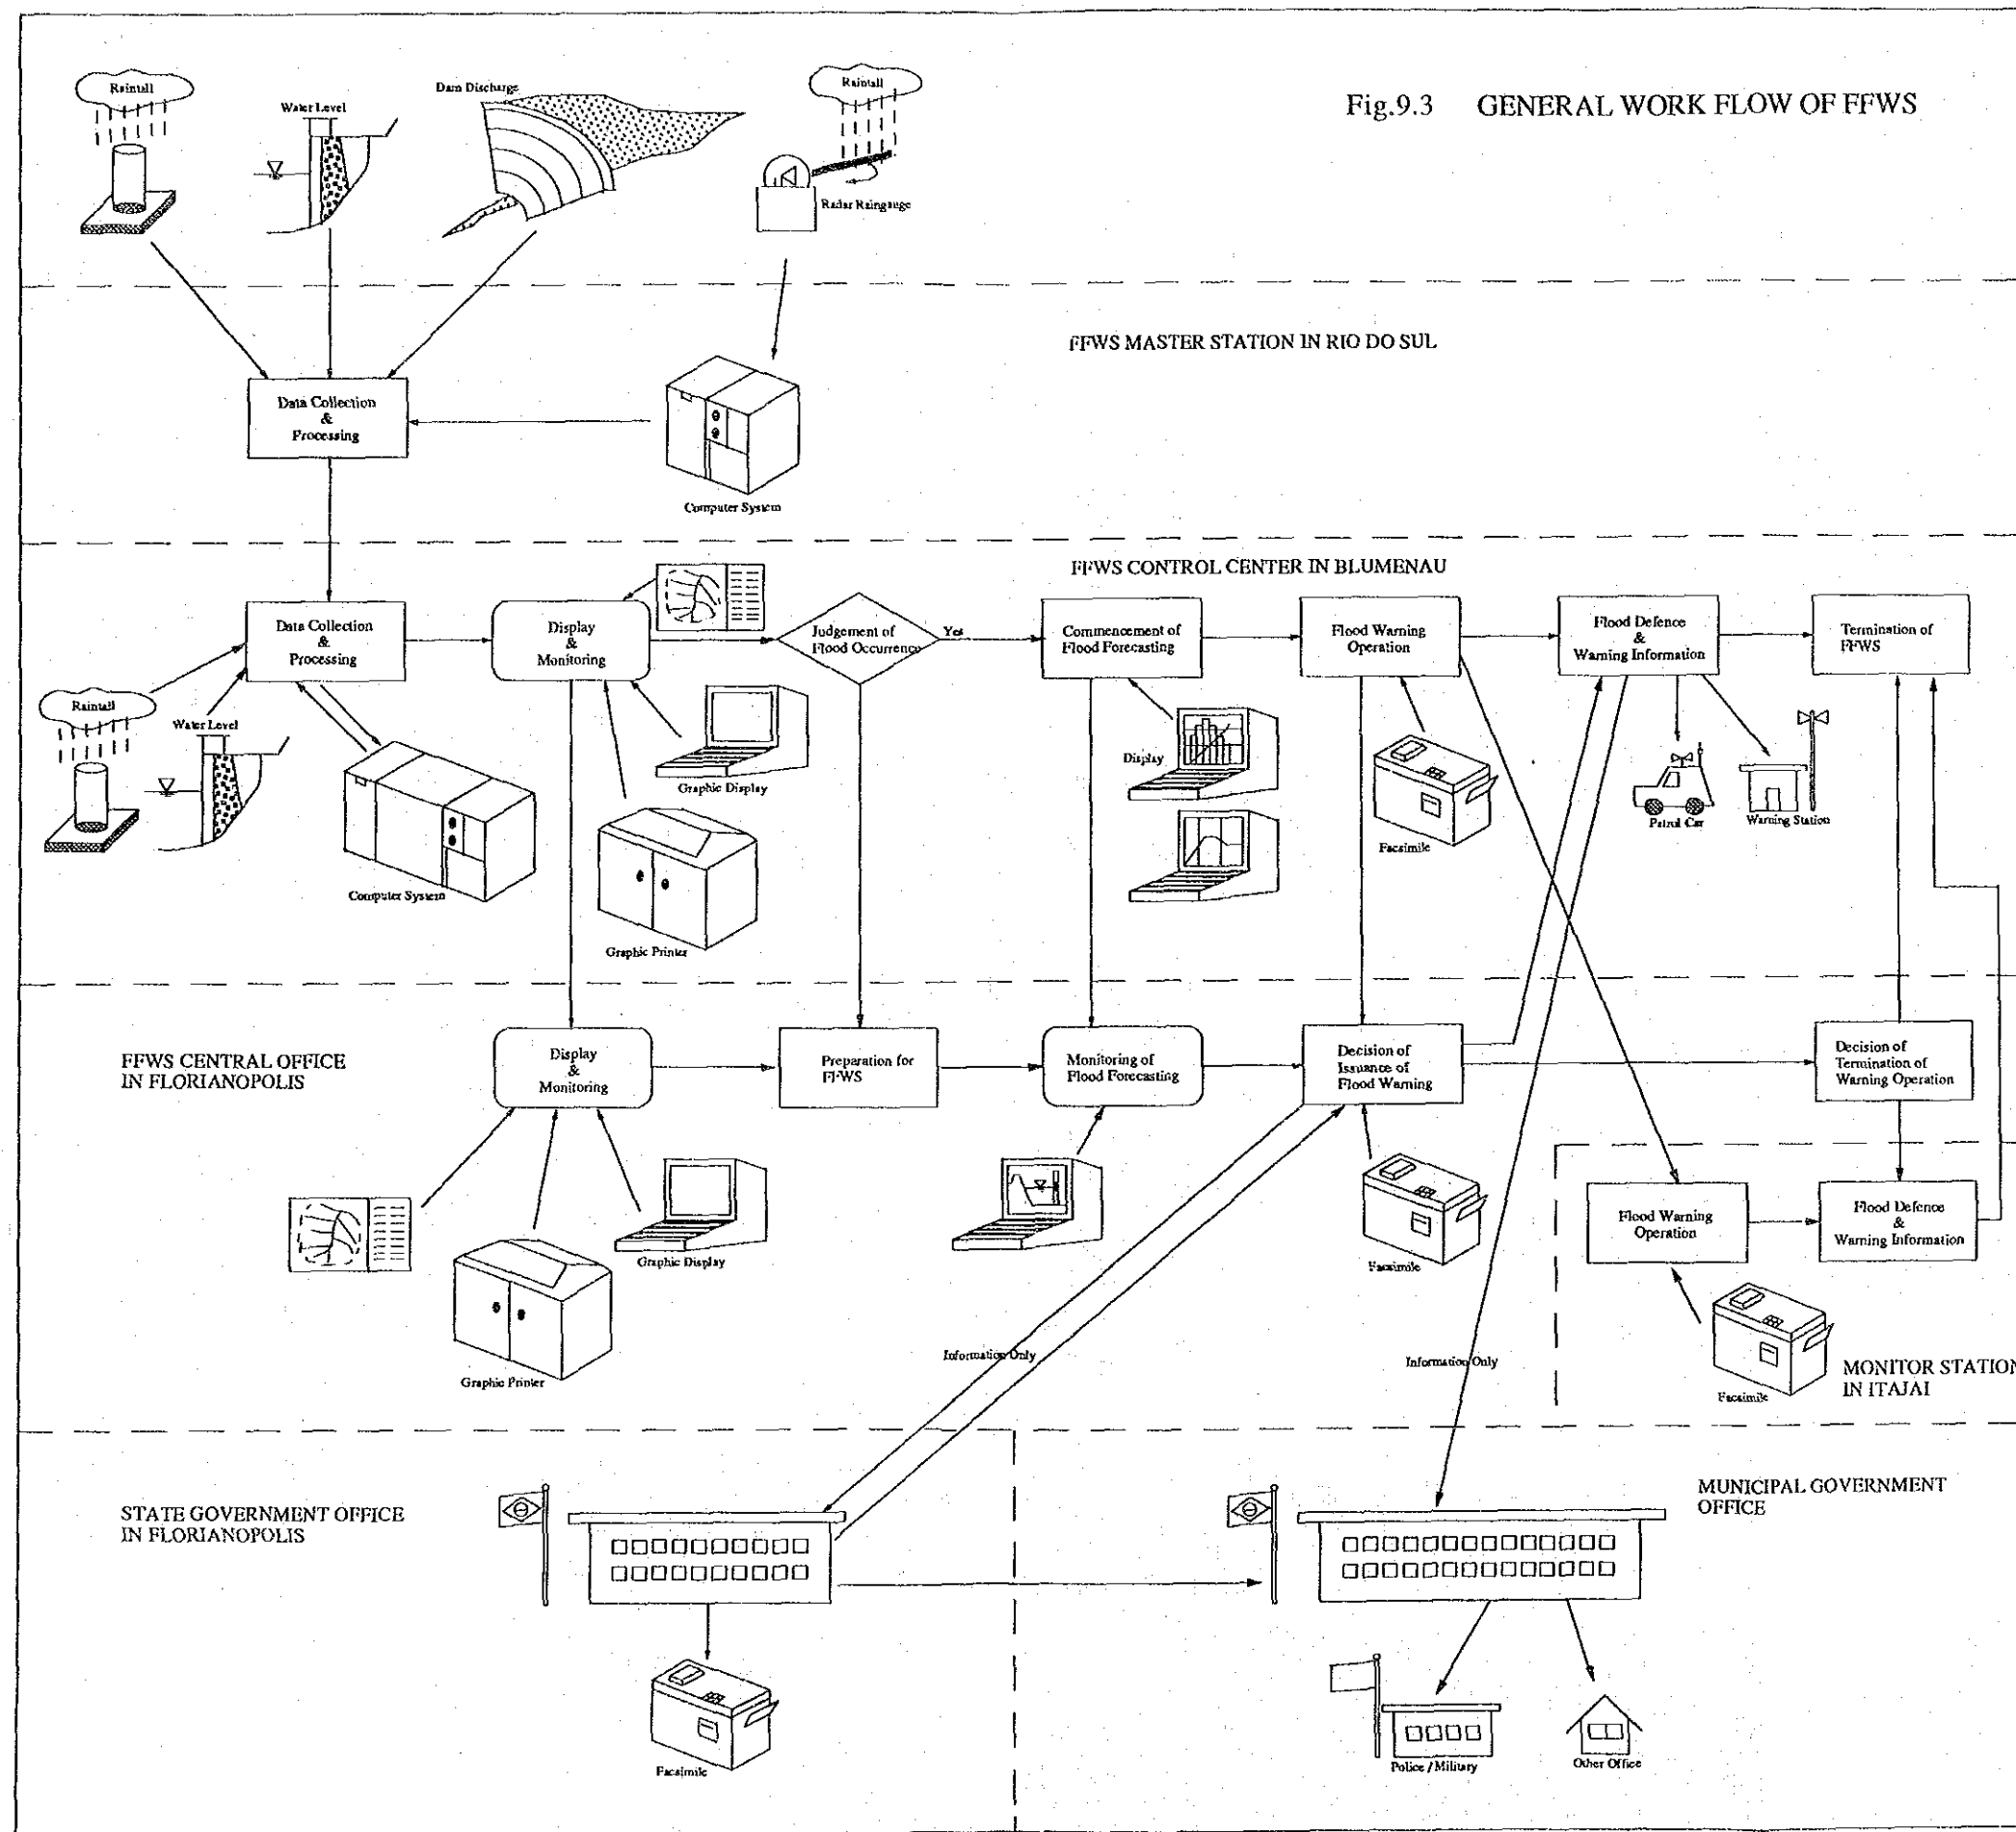 Fig.9.3 GENERAL WORK FLOW OF FFWS
Rainfall
Water Level
Dam Discharge
Rainfall
Radar Raingauge
FFWS MASTER STATION IN RIO DO SUL
Data Collection
&
Processing
Computer System
FFWS CONTROL CENTER IN BLUMENAU
Data Collection
&
Processing
Display
&
Monitoring
Judgement of
Flood Occurrence
Yes
Commencement of
Flood Forecasting
Flood Warning
Operation
Flood Defence
&
Warning Information
Termination of
FFWS
Rainfall
Water Level
Computer System
Graphic Display
Graphic Printer
Display
Facsimile
Patrol Car
Warning Station
FFWS CENTRAL OFFICE
IN FLORIANOPOLIS
Display
&
Monitoring
Preparation for
FFWS
Monitoring of
Flood Forecasting
Decision of
Issuance of
Flood Warning
Decision of
Termination of
Warning Operation
Graphic Display
Graphic Printer
Facsimile
Flood Warning
Operation
Flood Defence
&
Warning Information
Facsimile
MONITOR STATION
IN ITAJAI
Information Only
Information Only
STATE GOVERNMENT OFFICE
IN FLORIANOPOLIS
Facsimile
MUNICIPAL GOVERNMENT
OFFICE
Police / Military
Other Office